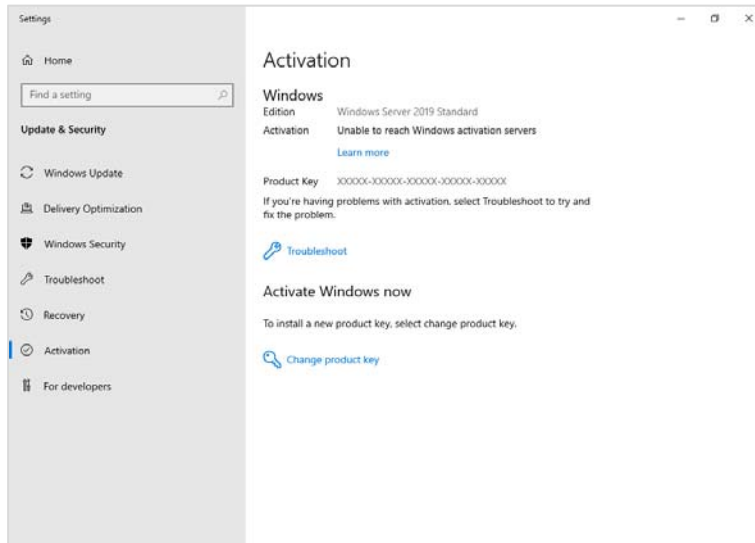 Settings
Home
Find a setting
Update & Security
Windows Update
Delivery Optimization
Windows Security
Troubleshoot
Recovery
Activation
For developers
Activation
Windows
Edition Windows Server 2019 Standard
Activation Unable to reach Windows activation servers
Learn more
Product Key XXXXX-XXXXX-XXXXX-XXXXX-XXXXX
If you're having problems with activation, select Troubleshoot to try and
fix the problem.
Troubleshoot
Activate Windows now
To install a new product key, select change product key.
Change product key